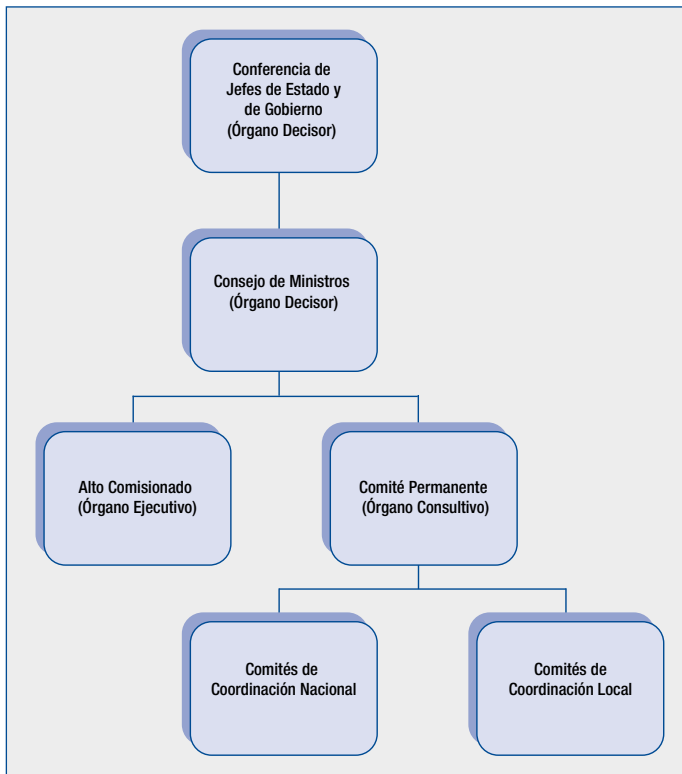 Conferencia de
Jefes de Estado y
de Gobierno
(Órgano Decisor)
Consejo de Ministros
(Órgano Decisor)
Alto Comisionado
(Órgano Ejecutivo)
Comité Permanente
(Órgano Consultivo)
Comités de
Coordinación Nacional
Comités de
Coordinación Local